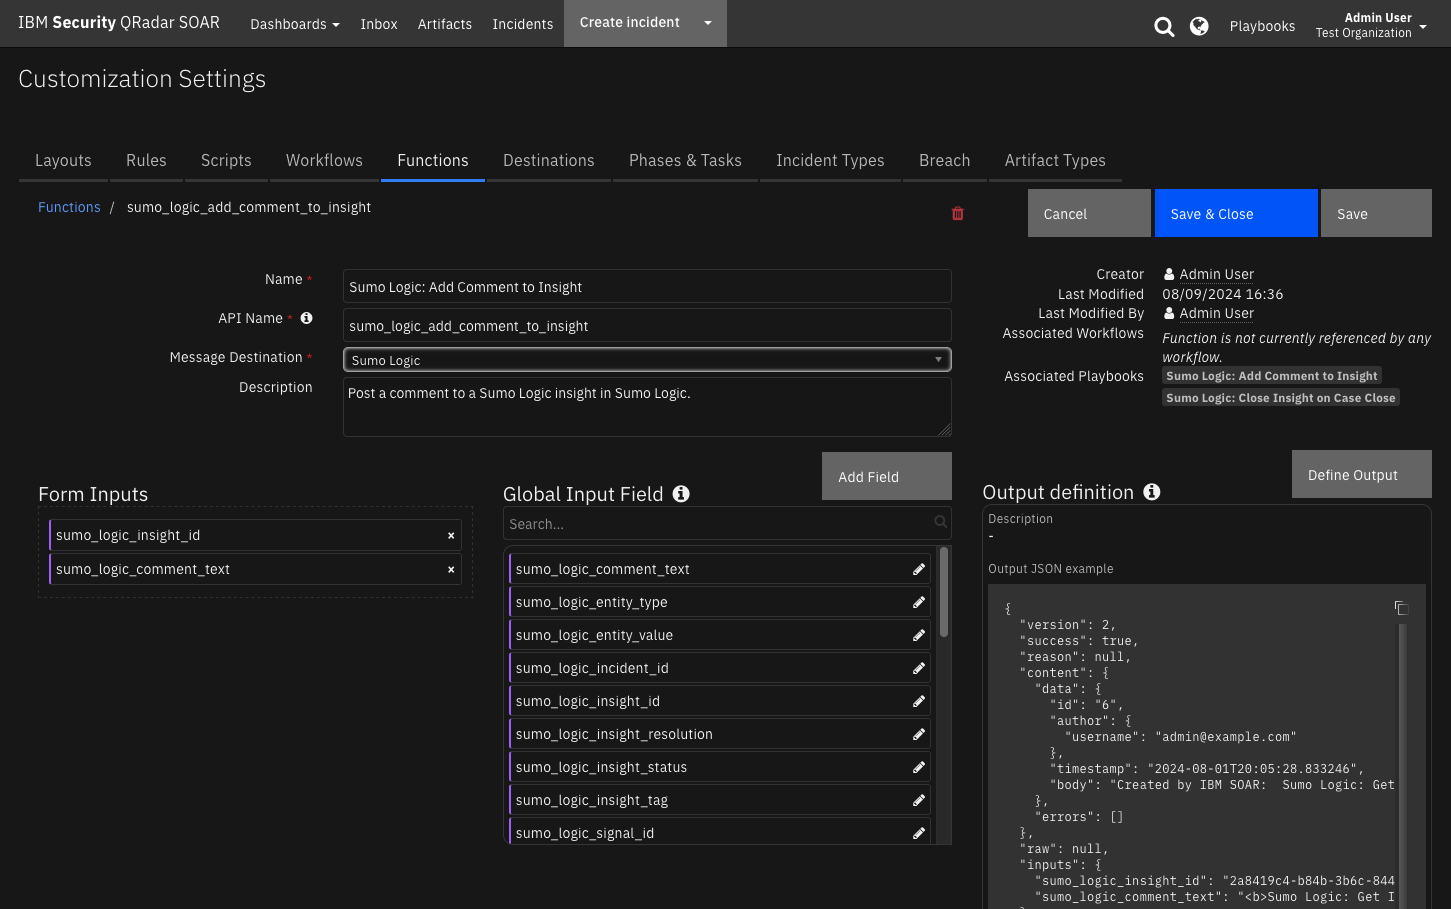 IBM Security QRadar SOAR
Dashboards
Inbox
Artifacts
Incidents
Create incident
Playbooks
Admin User
Test Organization
Customization Settings
Layouts
Rules
Scripts
Workflows
Functions
Destinations
Phases & Tasks
Incident Types
Breach
Artifact Types
Functions / sumo_logic_add_comment_to_insight
Cancel
Save & Close
Save
Name *
Sumo Logic: Add Comment to Insight
API Name *
sumo_logic_add_comment_to_insight
Message Destination *
Sumo Logic
Description
Post a comment to a Sumo Logic insight in Sumo Logic.
Creator
Admin User
Last Modified
08/09/2024 16:36
Last Modified By
Admin User
Associated Workflows
Function is not currently referenced by any
workflow.
Associated Playbooks
Sumo Logic: Add Comment to Insight
Sumo Logic: Close Insight on Case Close
Form Inputs
sumo_logic_insight_id ×
sumo_logic_comment_text ×
Global Input Field
Add Field
Search...
sumo_logic_comment_text
sumo_logic_entity_type
sumo_logic_entity_value
sumo_logic_incident_id
sumo_logic_insight_id
sumo_logic_insight_resolution
sumo_logic_insight_status
sumo_logic_insight_tag
sumo_logic_signal_id
Output definition
Define Output
Description
-
Output JSON example
{
"version": 2,
"success": true,
"reason": null,
"content": {
"data": {
"id": "6",
"author": {
"username": "admin@example.com"
},
"timestamp": "2024-08-01T20:05:28.833246",
"body": "Created by IBM SOAR:  Sumo Logic: Get
},
"errors": []
},
"raw": null,
"inputs": {
"sumo_logic_insight_id": "2a8419c4-b84b-3b6c-844
"sumo_logic_comment_text": "<b>Sumo Logic: Get I